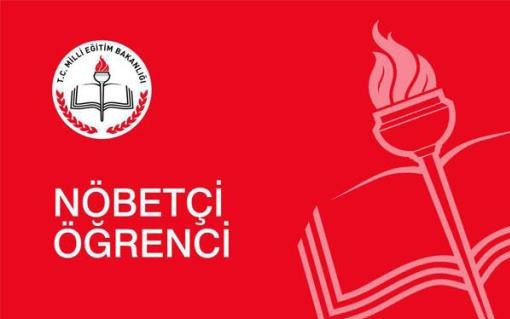 T.C. MİLLİ EĞİTİM BAKANLIĞI
NÖBETÇİ
ÖĞRENCİ